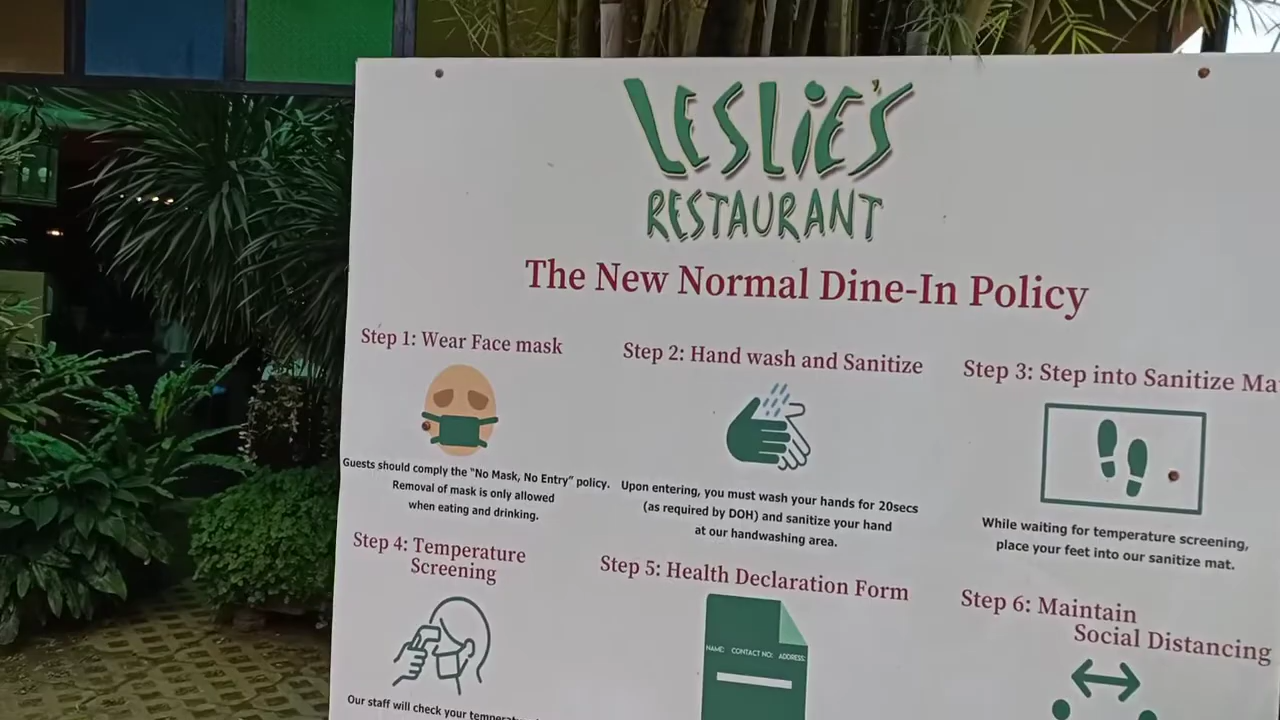 LESLIE'S
RESTAURANT
The New Normal Dine-In Policy
Step 1: Wear Face mask
Guests should comply the "No Mask, No Entry" policy.
Removal of mask is only allowed
when eating and drinking.
Step 2: Hand wash and Sanitize
Upon entering, you must wash your hands for 20secs
(as required by DOH) and sanitize your hand
at our handwashing area.
Step 3: Step into Sanitize
While waiting for temperature screening,
place your feet into our sanitize mat.
Step 4: Temperature
Screening
Our staff will check your
Step 5: Health Declaration Form
NAME: CONTACT NO: ADDRESS:
Step 6: Maintain
Social Distancing